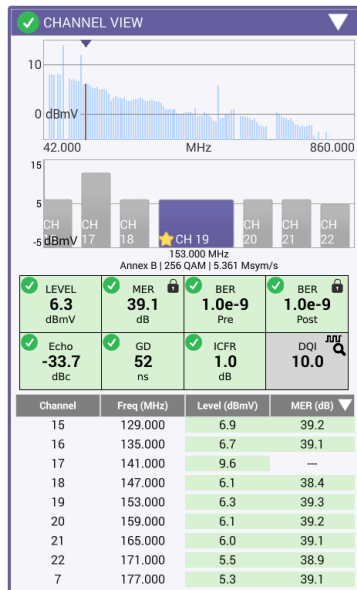 CHANNEL VIEW
10
0 dBmV
42.000 MHz 860.000
15
5
-5 dBmV
CH 17
CH 18
CH 19
CH 20
CH 21
CH 22
153.000 MHz
Annex B | 256 QAM | 5.361 Msym/s
LEVEL MER BER BER
6.3 39.1 1.0e-9 1.0e-9
dBmV dB Pre Post
Echo GD ICFR DQI
-33.7 52 1.0 10.0
dBc ns dB
Channel Freq (MHz) Level (dBmV) MER (dB)
15 129.000 6.9 39.2
16 135.000 6.7 39.1
17 141.000 9.6 ---
18 147.000 6.1 38.4
19 153.000 6.3 39.3
20 159.000 6.1 39.2
21 165.000 6.0 39.1
22 171.000 5.5 38.9
7 177.000 5.3 39.1